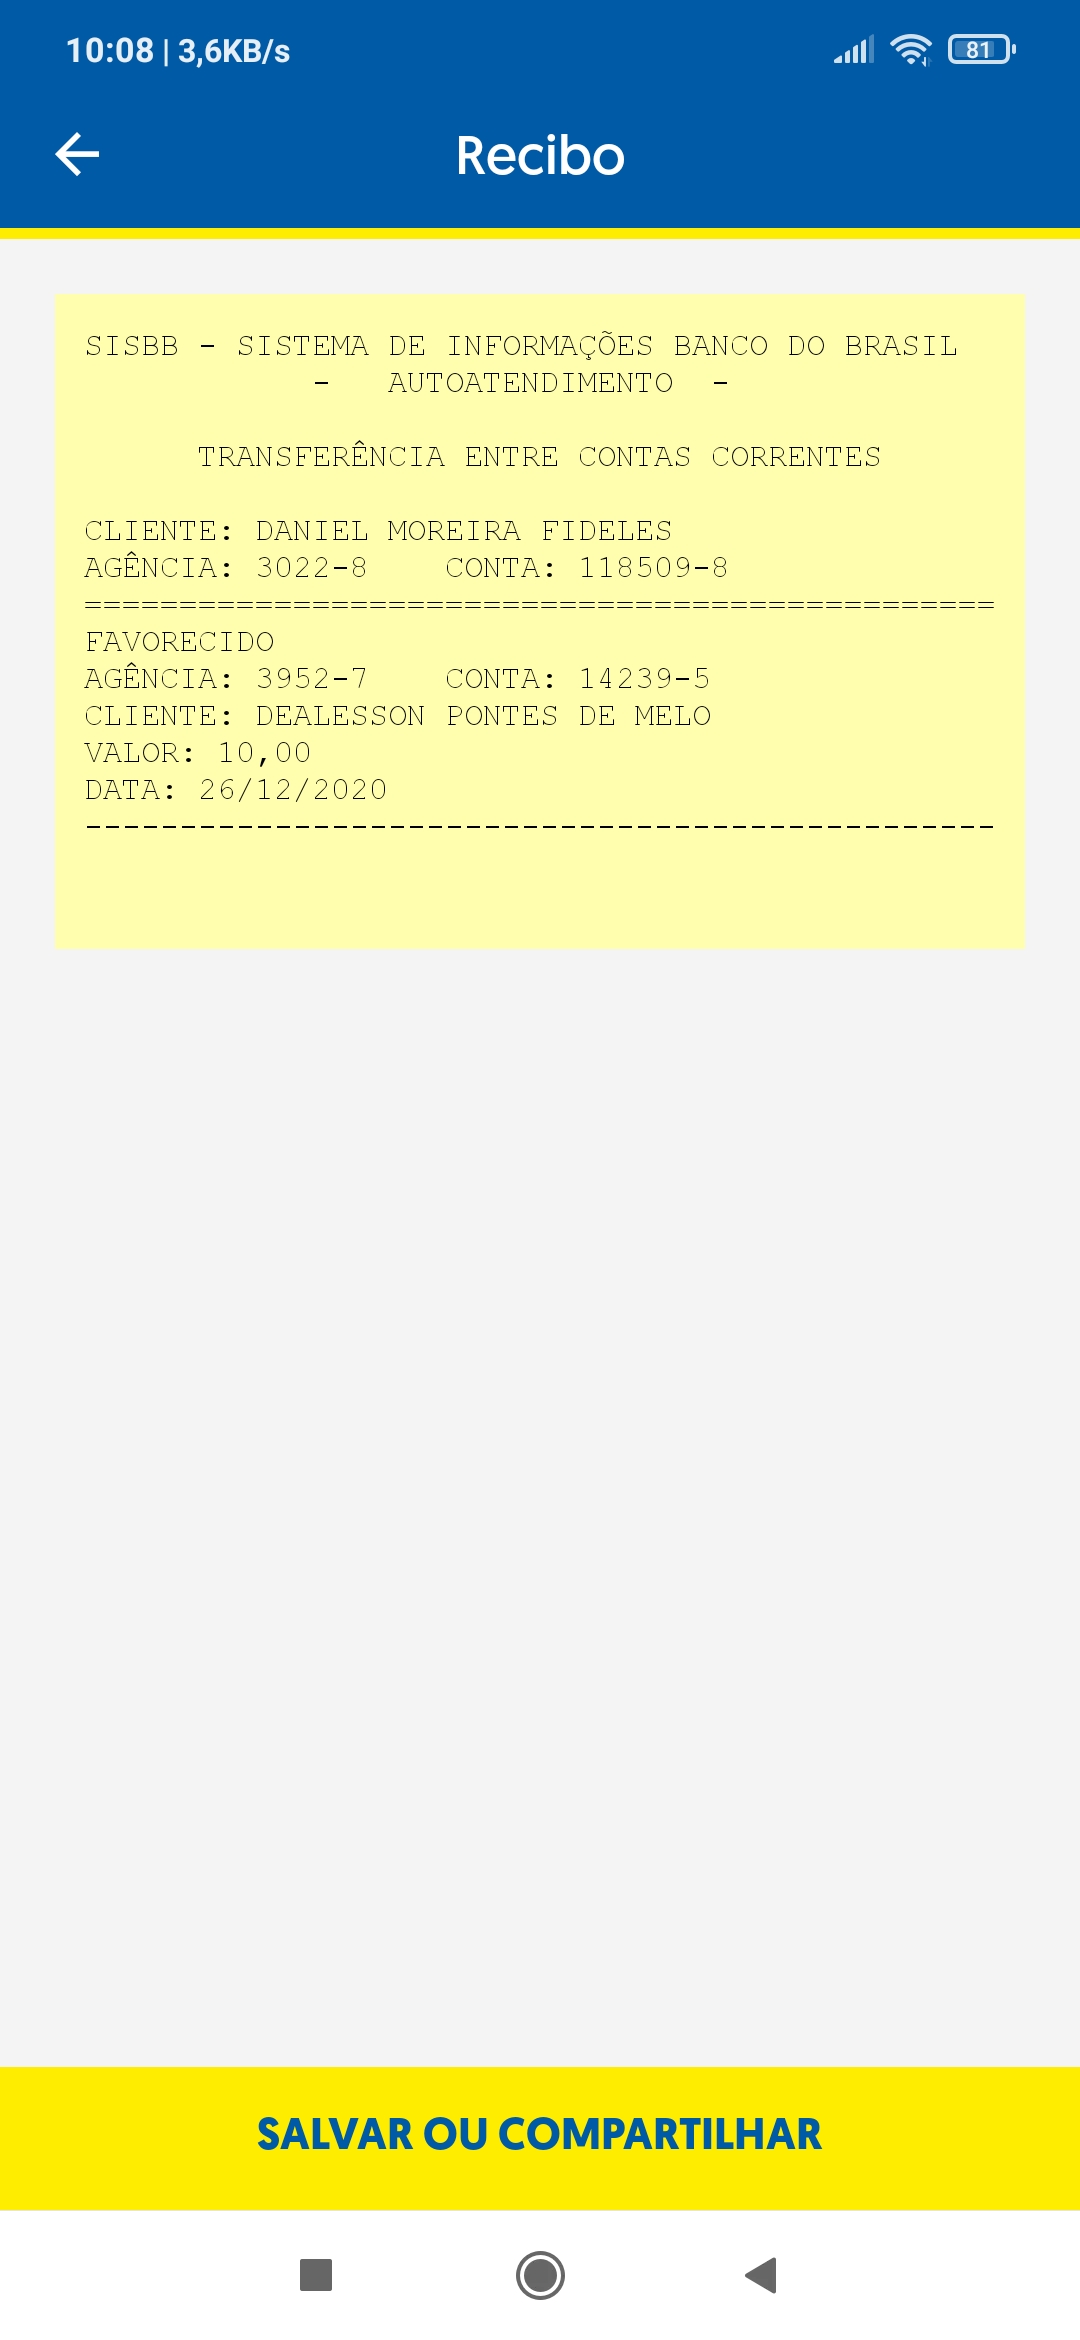 10:08 | 3,6KB/s
81
Recibo
SISBB - SISTEMA DE INFORMAÇÕES BANCO DO BRASIL
- AUTOATENDIMENTO -
TRANSFERÊNCIA ENTRE CONTAS CORRENTES
CLIENTE: DANIEL MOREIRA FIDELES
AGÊNCIA: 3022-8 CONTA: 118509-8
================================================
FAVORECIDO
AGÊNCIA: 3952-7 CONTA: 14239-5
CLIENTE: DEALESSON PONTES DE MELO
VALOR: 10,00
DATA: 26/12/2020
------------------------------------------------
SALVAR OU COMPARTILHAR